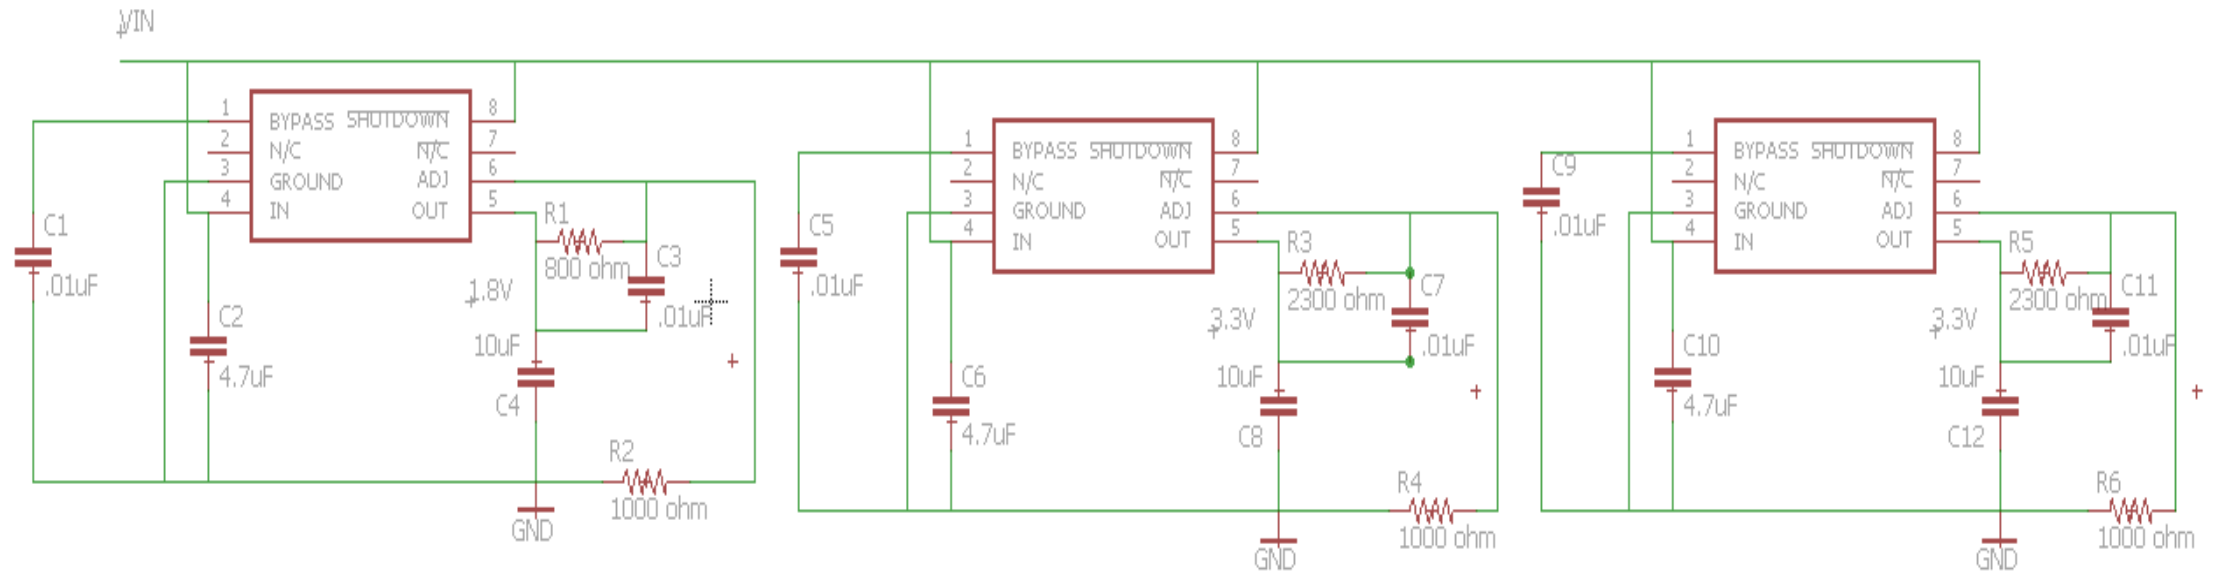 VIN
1 BYPASS SHUTDOWN 8
2 N/C N/C 7
3 GROUND ADJ 6
4 IN OUT 5
C1
.01uF
C2
4.7uF
R1
800 ohm
C3
.01uF
1.8V
10uF
C4
R2
1000 ohm
GND
1 BYPASS SHUTDOWN 8
2 N/C N/C 7
3 GROUND ADJ 6
4 IN OUT 5
C5
.01uF
C6
4.7uF
R3
2300 ohm
C7
.01uF
3.3V
10uF
C8
R4
1000 ohm
GND
1 BYPASS SHUTDOWN 8
2 N/C N/C 7
3 GROUND ADJ 6
4 IN OUT 5
C9
.01uF
C10
4.7uF
R5
2300 ohm
C11
.01uF
3.3V
10uF
C12
R6
1000 ohm
GND